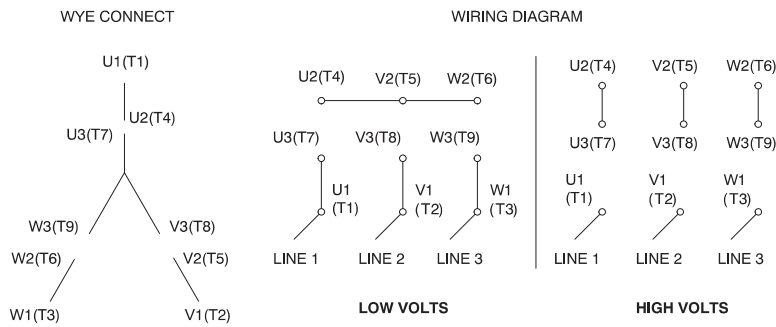 WYE CONNECT
U1(T1)
U2(T4)
U3(T7)
W3(T9)
V3(T8)
W2(T6)
V2(T5)
W1(T3)
V1(T2)
WIRING DIAGRAM
U2(T4)
V2(T5)
W2(T6)
U3(T7)
V3(T8)
W3(T9)
U1
(T1)
V1
(T2)
W1
(T3)
LINE 1
LINE 2
LINE 3
LOW VOLTS
U2(T4)
V2(T5)
W2(T6)
U3(T7)
V3(T8)
W3(T9)
U1
(T1)
V1
(T2)
W1
(T3)
LINE 1
LINE 2
LINE 3
HIGH VOLTS